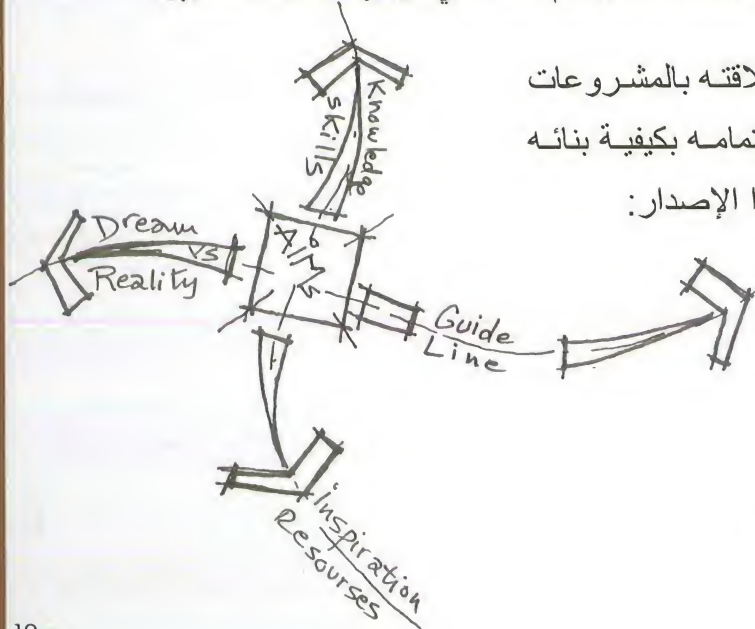 لاقته بالمشروعات
تمامه بكيفية بنائه
ا الإصدار:
Knowledge
skills
Dream
vs
Reality
Aims
Guide
Line
Inspiration
Resourses